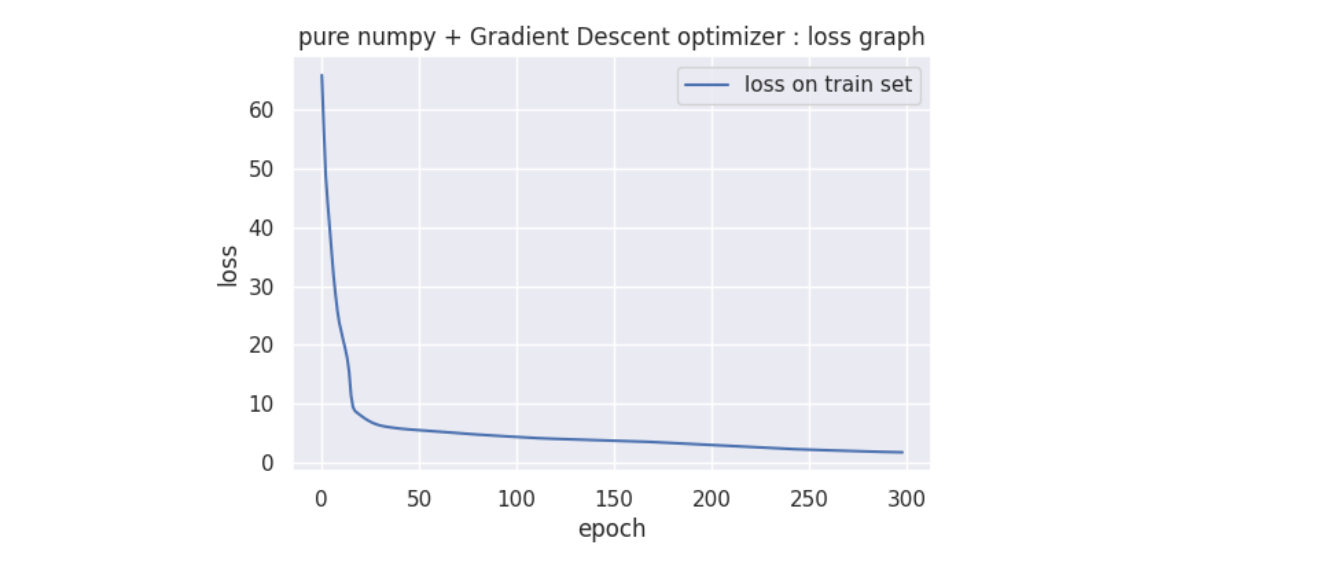 pure numpy + Gradient Descent optimizer : loss graph
loss on train set
60
50
40
30
20
10
0
loss
0 50 100 150 200 250 300
epoch